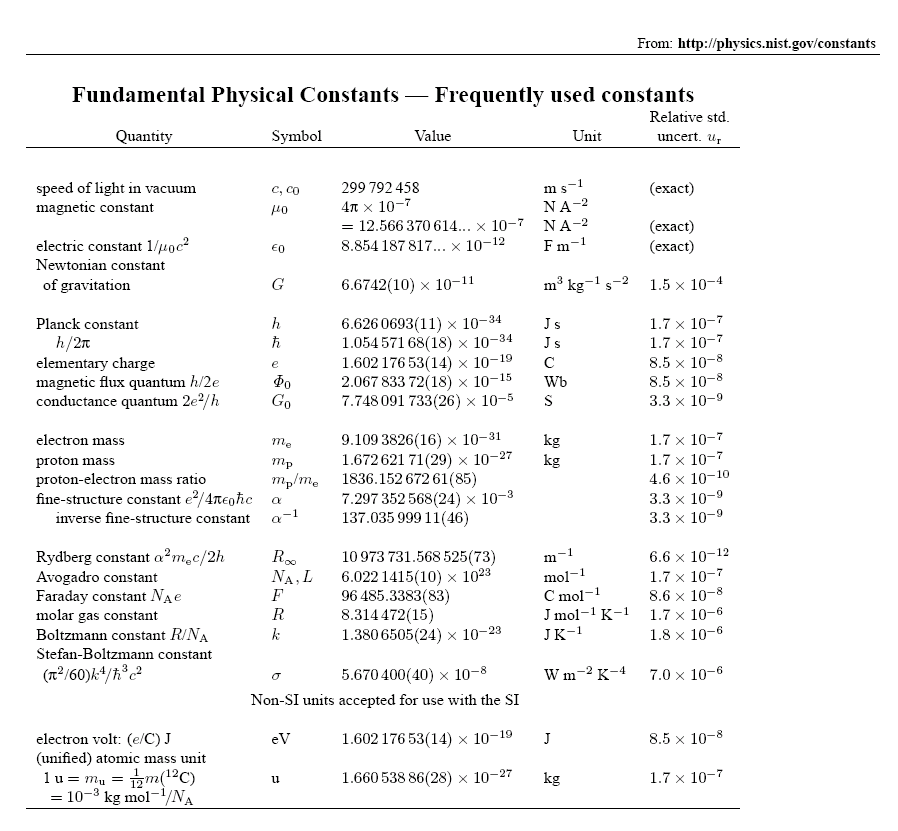 From: http://physics.nist.gov/constants
Fundamental Physical Constants — Frequently used constants
Relative std.
Quantity Symbol Value Unit uncert. uᵣ
speed of light in vacuum c, c₀ 299 792 458 m s⁻¹ (exact)
magnetic constant μ₀ 4π × 10⁻⁷ N A⁻²
= 12.566 370 614... × 10⁻⁷ N A⁻² (exact)
electric constant 1/μ₀c² ϵ₀ 8.854 187 817... × 10⁻¹² F m⁻¹ (exact)
Newtonian constant
of gravitation G 6.6742(10) × 10⁻¹¹ m³ kg⁻¹ s⁻² 1.5 × 10⁻⁴
Planck constant h 6.626 0693(11) × 10⁻³⁴ J s 1.7 × 10⁻⁷
h/2π ħ 1.054 571 68(18) × 10⁻³⁴ J s 1.7 × 10⁻⁷
elementary charge e 1.602 176 53(14) × 10⁻¹⁹ C 8.5 × 10⁻⁸
magnetic flux quantum h/2e Φ₀ 2.067 833 72(18) × 10⁻¹⁵ Wb 8.5 × 10⁻⁸
conductance quantum 2e²/h G₀ 7.748 091 733(26) × 10⁻⁵ S 3.3 × 10⁻⁹
electron mass mₑ 9.109 3826(16) × 10⁻³¹ kg 1.7 × 10⁻⁷
proton mass mₚ 1.672 621 71(29) × 10⁻²⁷ kg 1.7 × 10⁻⁷
proton-electron mass ratio mₚ/mₑ 1836.152 672 61(85) 4.6 × 10⁻¹⁰
fine-structure constant e²/4πϵ₀ħc α 7.297 352 568(24) × 10⁻³ 3.3 × 10⁻⁹
inverse fine-structure constant α⁻¹ 137.035 999 11(46) 3.3 × 10⁻⁹
Rydberg constant α²mₑc/2h R∞ 10 973 731.568 525(73) m⁻¹ 6.6 × 10⁻¹²
Avogadro constant N_A, L 6.022 1415(10) × 10²³ mol⁻¹ 1.7 × 10⁻⁷
Faraday constant N_A e F 96 485.3383(83) C mol⁻¹ 8.6 × 10⁻⁸
molar gas constant R 8.314 472(15) J mol⁻¹ K⁻¹ 1.7 × 10⁻⁶
Boltzmann constant R/N_A k 1.380 6505(24) × 10⁻²³ J K⁻¹ 1.8 × 10⁻⁶
Stefan-Boltzmann constant
(π²/60)k⁴/ħ³c² σ 5.670 400(40) × 10⁻⁸ W m⁻² K⁻⁴ 7.0 × 10⁻⁶
Non-SI units accepted for use with the SI
electron volt: (e/C) J eV 1.602 176 53(14) × 10⁻¹⁹ J 8.5 × 10⁻⁸
(unified) atomic mass unit
1 u = mᵤ = 1/12 m(¹²C) u 1.660 538 86(28) × 10⁻²⁷ kg 1.7 × 10⁻⁷
= 10⁻³ kg mol⁻¹/N_A